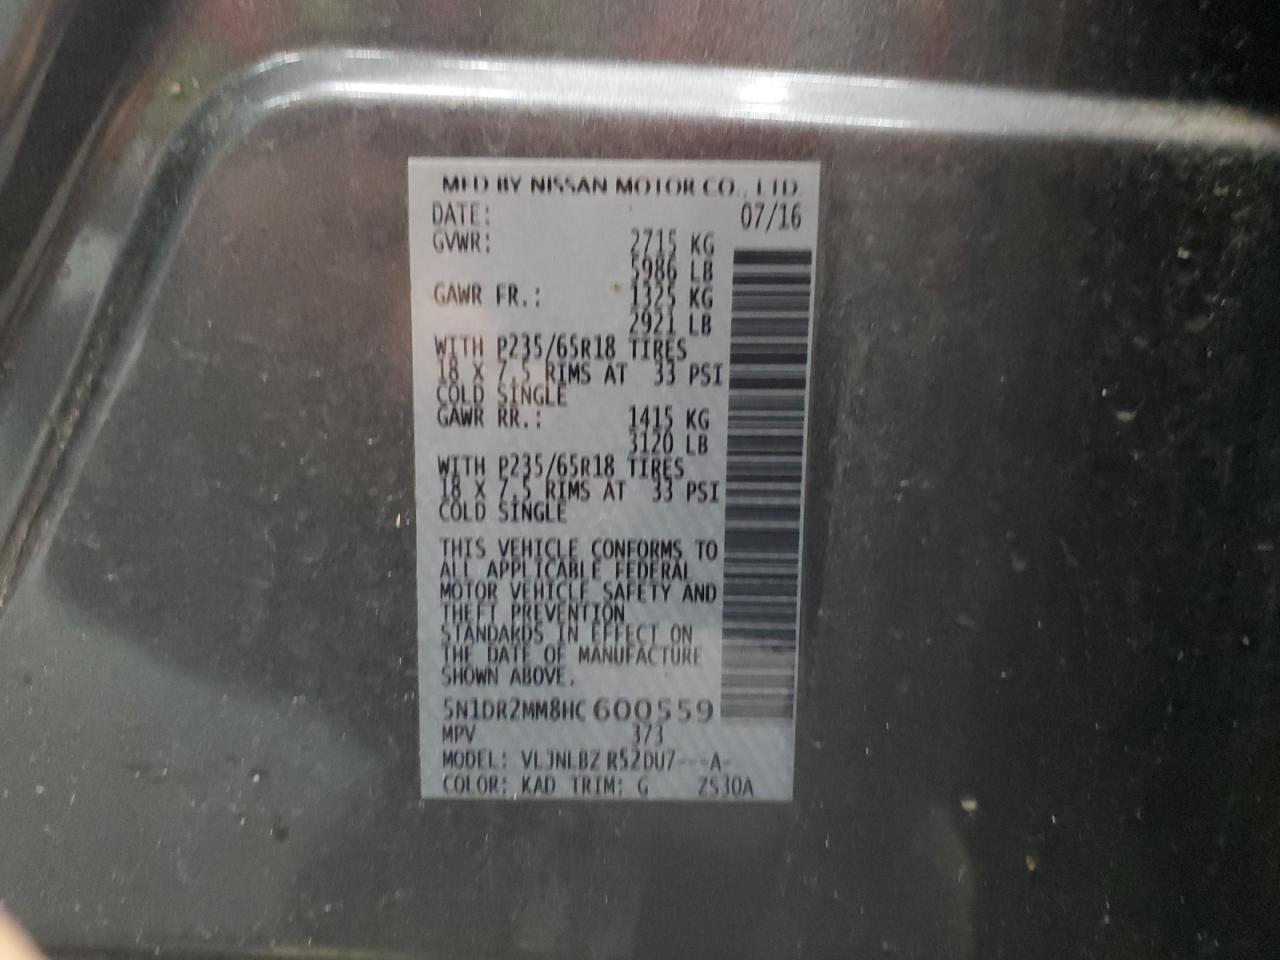 MFD BY NISSAN MOTOR CO., LTD.
DATE: 07/16
GVWR: 2715 KG
5986 LB
GAWR FR.: 1325 KG
2921 LB
WITH P235/65R18 TIRES
18 X 7.5 RIMS AT 33 PSI
COLD SINGLE
GAWR RR.: 1415 KG
3120 LB
WITH P235/65R18 TIRES
18 X 7.5 RIMS AT 33 PSI
COLD SINGLE
THIS VEHICLE CONFORMS TO
ALL APPLICABLE FEDERAL
MOTOR VEHICLE SAFETY AND
THEFT PREVENTION
STANDARDS IN EFFECT ON
THE DATE OF MANUFACTURE
SHOWN ABOVE.
5N1DR2MM8HC600559
MPV 373
MODEL: VLJNLBZ R52DU7---A-
COLOR: KAD TRIM: G ZS30A